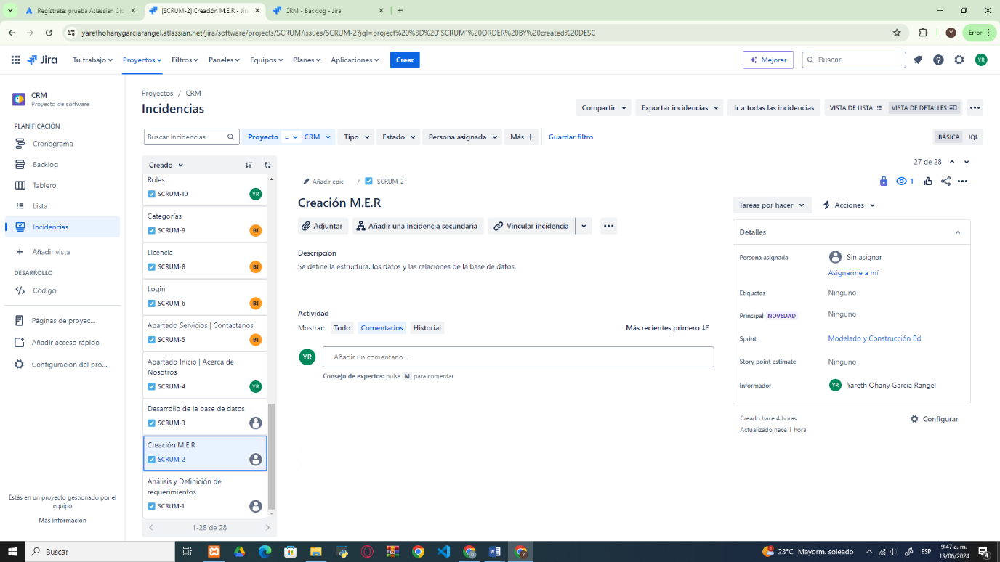 Regístrate: prueba Atlassian Clo
[SCRUM-2] Creación M.E.R - Jira
CRM - Backlog - Jira
yarethohanygarciarangel.atlassian.net/jira/software/projects/SCRUM/issues/SCRUM-2?jql=project%20%3D%20"SCRUM"%20ORDER%20BY%20created%20DESC
Y
Error
Jira
Tu trabajo
Proyectos
Filtros
Paneles
Equipos
Planes
Aplicaciones
Crear
Mejorar
Buscar
YR
CRM
Proyecto de software
PLANIFICACIÓN
Cronograma
Backlog
Tablero
Lista
Incidencias
Añadir vista
DESARROLLO
Código
Páginas de proyec...
Añadir acceso rápido
Configuración del pro...
Estás en un proyecto gestionado por el
equipo
Más información
Proyectos / CRM
Incidencias
Compartir
Exportar incidencias
Ir a todas las incidencias
VISTA DE LISTA
VISTA DE DETALLES
Buscar incidencias
Proyecto = CRM
Tipo
Estado
Persona asignada
Más
Guardar filtro
BÁSICA
JQL
Creado
Roles
SCRUM-10 YR
Categorías
SCRUM-9 BI
Licencia
SCRUM-8 BI
Login
SCRUM-6 BI
Apartado Servicios | Contactanos
SCRUM-5 BI
Apartado Inicio | Acerca de
Nosotros
SCRUM-4 YR
Desarrollo de la base de datos
SCRUM-3
Creación M.E.R
SCRUM-2
Análisis y Definición de
requerimientos
SCRUM-1
1-28 de 28
27 de 28
Añadir epic / SCRUM-2
1
Creación M.E.R
Adjuntar
Añadir una incidencia secundaria
Vincular incidencia
Descripción
Se define la estructura, los datos y las relaciones de la base de datos.
Actividad
Mostrar: Todo Comentarios Historial
Más recientes primero
YR
Añadir un comentario...
Consejo de expertos: pulsa M para comentar
Tareas por hacer
Acciones
Detalles
Persona asignada
Sin asignar
Asignarme a mí
Etiquetas
Ninguno
Principal NOVEDAD
Ninguno
Sprint
Modelado y Construcción Bd
Story point estimate
Ninguno
Informador
YR Yareth Ohany Garcia Rangel
Creado hace 4 horas
Actualizado hace 1 hora
Configurar
Buscar
23°C Mayorm. soleado
ESP
9:47 a. m.
13/06/2024
4